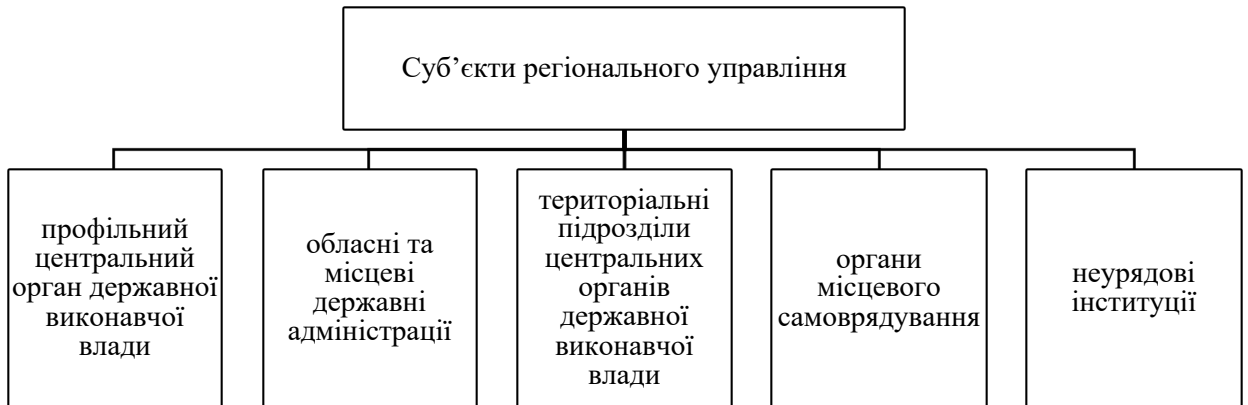 Суб’єкти регіонального управління
профільний
центральний
орган державної
виконавчої
влади
обласні та
місцеві
державні
адміністрації
територіальні
підрозділи
центральних
органів
державної
виконавчої
влади
органи
місцевого
самоврядування
неурядові
інституції